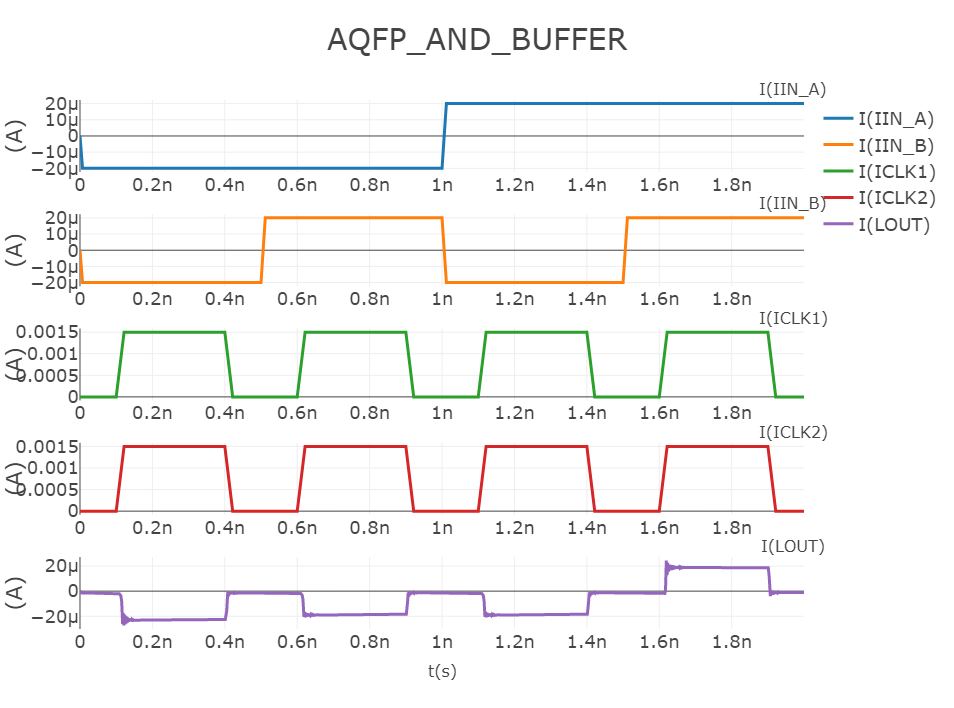 AQFP_AND_BUFFER
I(IIN_A)
(A)
20μ
10μ
0
−10μ
−20μ
0 0.2n 0.4n 0.6n 0.8n 1n 1.2n 1.4n 1.6n 1.8n
I(IIN_A)
I(IIN_B)
I(ICLK1)
I(ICLK2)
I(LOUT)
I(IIN_B)
(A)
20μ
10μ
0
−10μ
−20μ
0 0.2n 0.4n 0.6n 0.8n 1n 1.2n 1.4n 1.6n 1.8n
I(ICLK1)
(A)
0.0015
0.001
0.0005
0
0 0.2n 0.4n 0.6n 0.8n 1n 1.2n 1.4n 1.6n 1.8n
I(ICLK2)
(A)
0.0015
0.001
0.0005
0
0 0.2n 0.4n 0.6n 0.8n 1n 1.2n 1.4n 1.6n 1.8n
I(LOUT)
(A)
20μ
0
−20μ
0 0.2n 0.4n 0.6n 0.8n 1n 1.2n 1.4n 1.6n 1.8n
t(s)